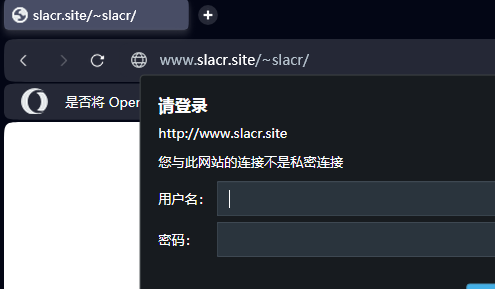 slacr.site/~slacr/
www.slacr.site/~slacr/
是否将 Oper
请登录
http://www.slacr.site
您与此网站的连接不是私密连接
用户名：
密码：